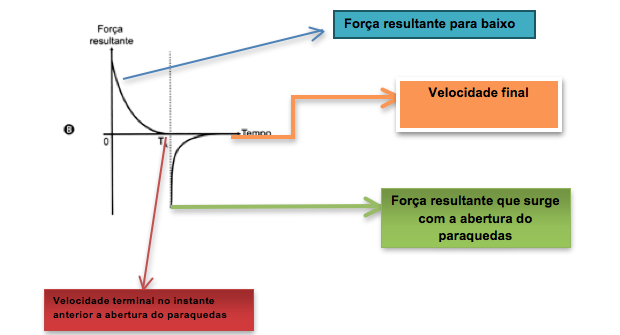 Força
resultante
Força resultante para baixo
Velocidade final
B
Tempo
0
T
Força resultante que surge
com a abertura do
paraquedas
Velocidade terminal no instante
anterior a abertura do paraquedas